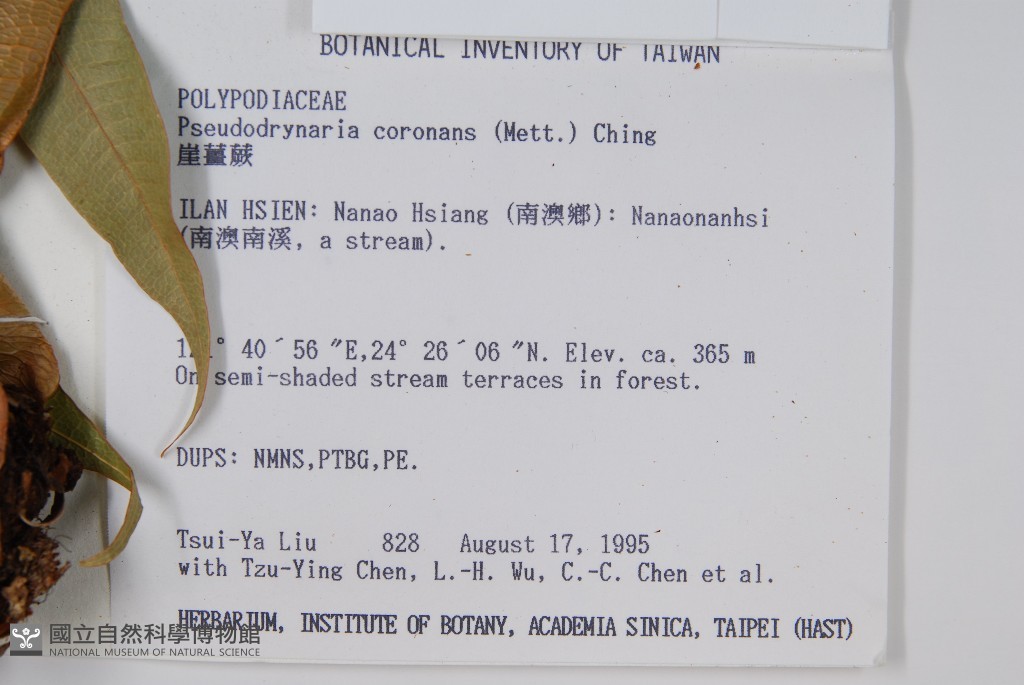 BOTANICAL INVENTORY OF TAIWAN
POLYPODIACEAE
Pseudodrynaria coronans (Mett.) Ching
崖薑蕨
ILAN HSIEN: Nanao Hsiang (南澳鄉): Nanaonanhsi
(南澳南溪, a stream).
121° 40´56 ″E,24° 26´06 ″N. Elev. ca. 365 m
On semi-shaded stream terraces in forest.
DUPS: NMNS,PTBG,PE.
Tsui-Ya Liu 828 August 17, 1995
with Tzu-Ying Chen, L.-H. Wu, C.-C. Chen et al.
HERBARIUM, INSTITUTE OF BOTANY, ACADEMIA SINICA, TAIPEI (HAST)
國立自然科學博物館
NATIONAL MUSEUM OF NATURAL SCIENCE